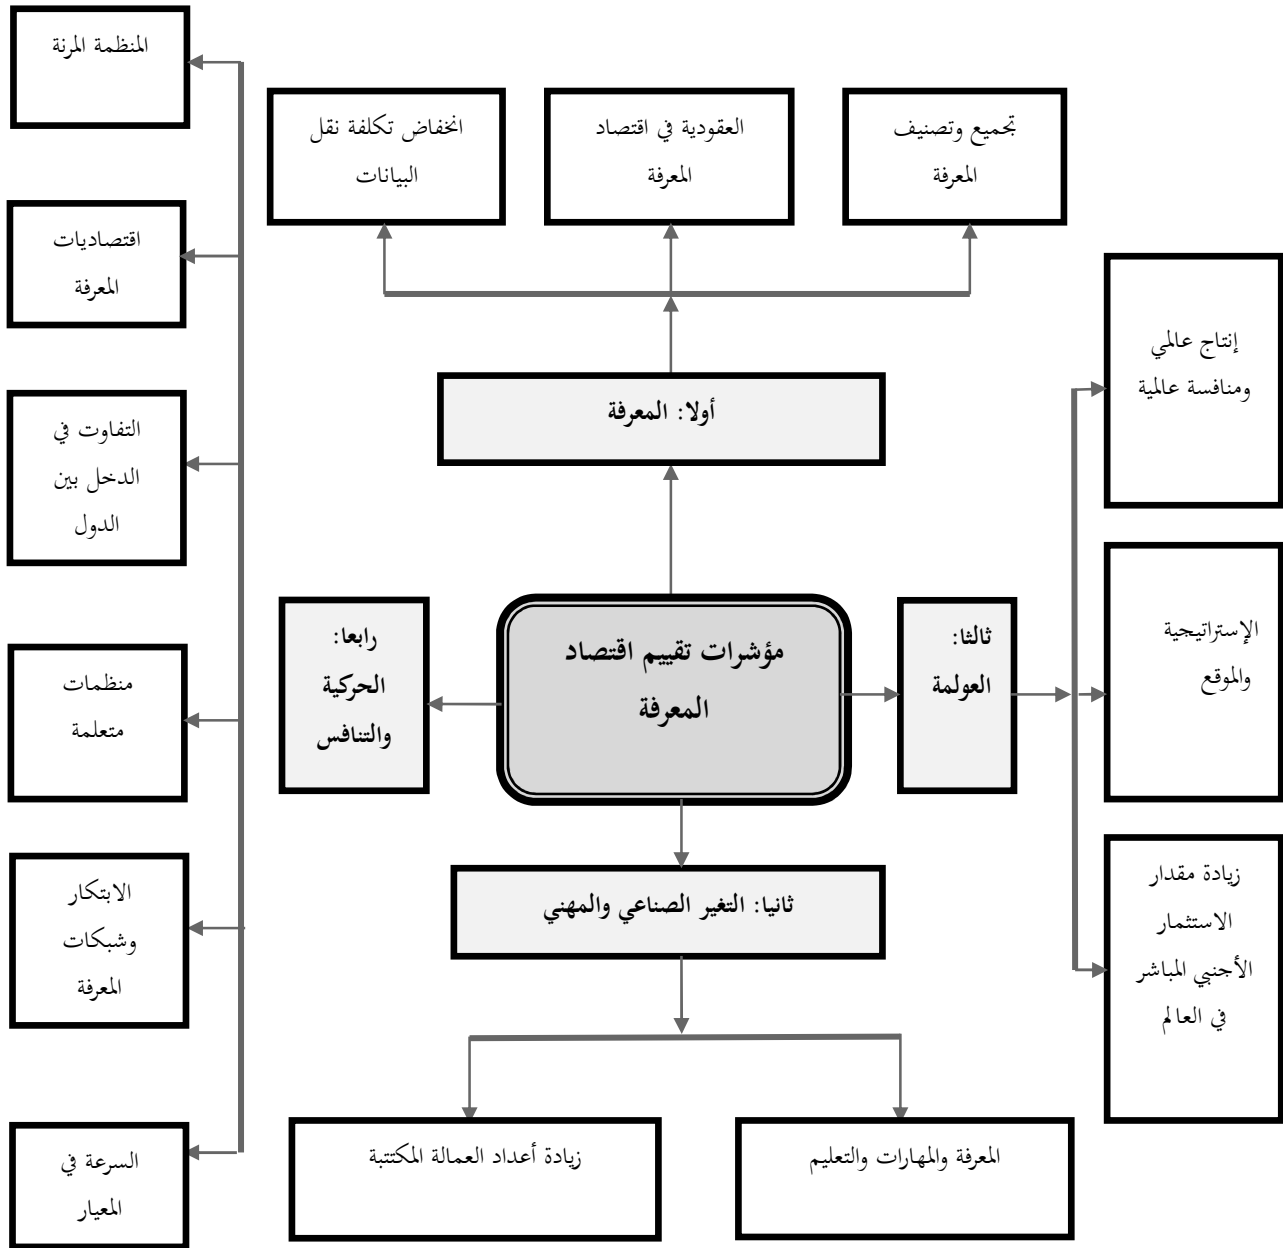 مؤشرات تقييم اقتصاد
المعرفة
أولا: المعرفة
تجميع وتصنيف
المعرفة
العقودية في اقتصاد
المعرفة
انخفاض تكلفة نقل
البيانات
ثانيا: التغير الصناعي والمهني
المعرفة والمهارات والتعليم
زيادة أعداد العمالة المكتتبة
ثالثا:
العولمة
إنتاج عالمي
ومنافسة عالمية
الإستراتيجية
والموقع
زيادة مقدار
الاستثمار
الأجنبي المباشر
في العالم
رابعا:
الحركية
والتنافس
المنظمة المرنة
اقتصاديات
المعرفة
التفاوت في
الدخل بين
الدول
منظمات
متعلمة
الابتكار
وشبكات
المعرفة
السرعة في
المعيار